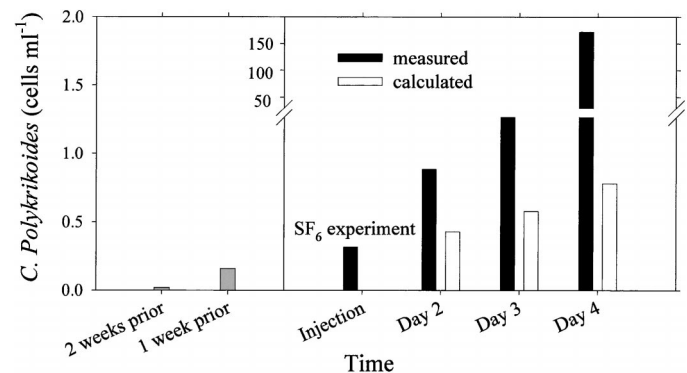 C. Polykrikoides (cells ml⁻¹)
2.0
1.5
1.0
0.5
0.0
150
100
50
measured
calculated
SF₆ experiment
2 weeks prior
1 week prior
Injection
Day 2
Day 3
Day 4
Time